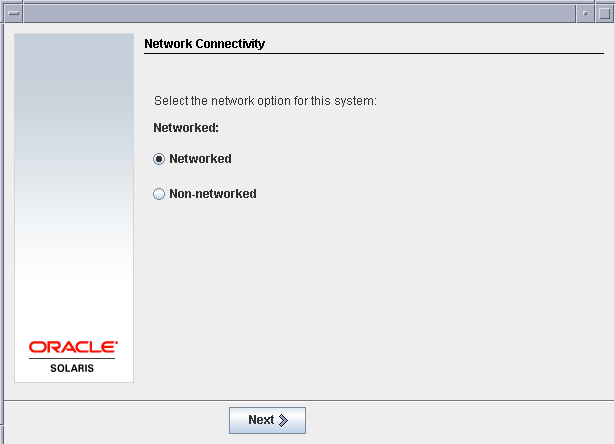 Network Connectivity
Select the network option for this system:
Networked:
Networked
Non-networked
ORACLE
SOLARIS
Next